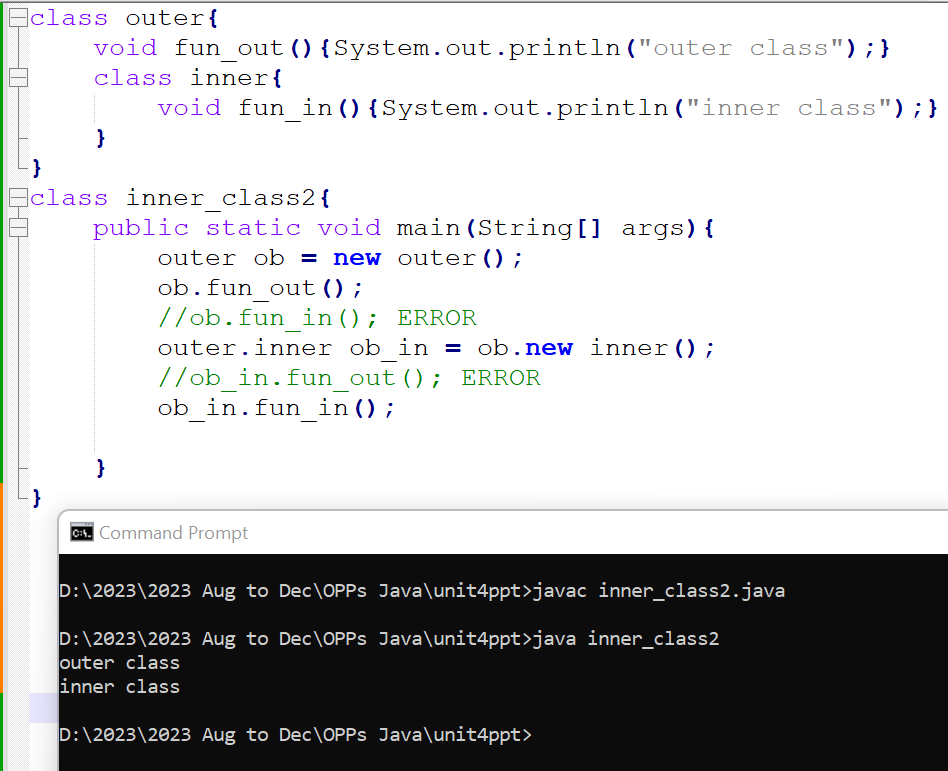 class outer{
    void fun_out(){System.out.println("outer class");}
    class inner{
        void fun_in(){System.out.println("inner class");}
    }
}
class inner_class2{
    public static void main(String[] args){
        outer ob = new outer();
        ob.fun_out();
        //ob.fun_in(); ERROR
        outer.inner ob_in = ob.new inner();
        //ob_in.fun_out(); ERROR
        ob_in.fun_in();
    }
}
C:\. Command Prompt
D:\2023\2023 Aug to Dec\OPPs Java\unit4ppt>javac inner_class2.java
D:\2023\2023 Aug to Dec\OPPs Java\unit4ppt>java inner_class2
outer class
inner class
D:\2023\2023 Aug to Dec\OPPs Java\unit4ppt>